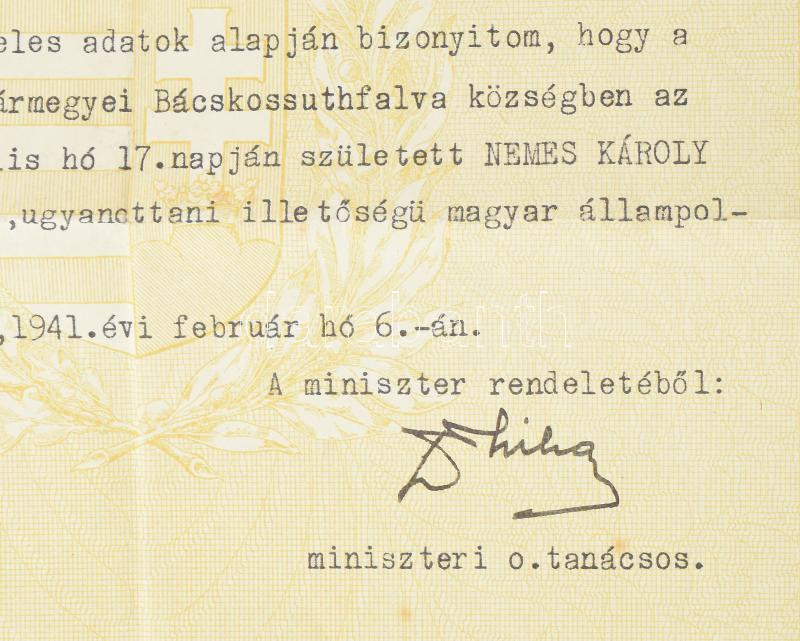 eles adatok alapján bizonyitom, hogy a
ármegyei Bácskossuthfalva községben az
lis hó 17.napján született NEMES KÁROLY
,ugyanottani illetőségü magyar állampol-
,1941.évi február hó 6.-án.
A miniszter rendeletéből:
miniszteri o.tanácsos.